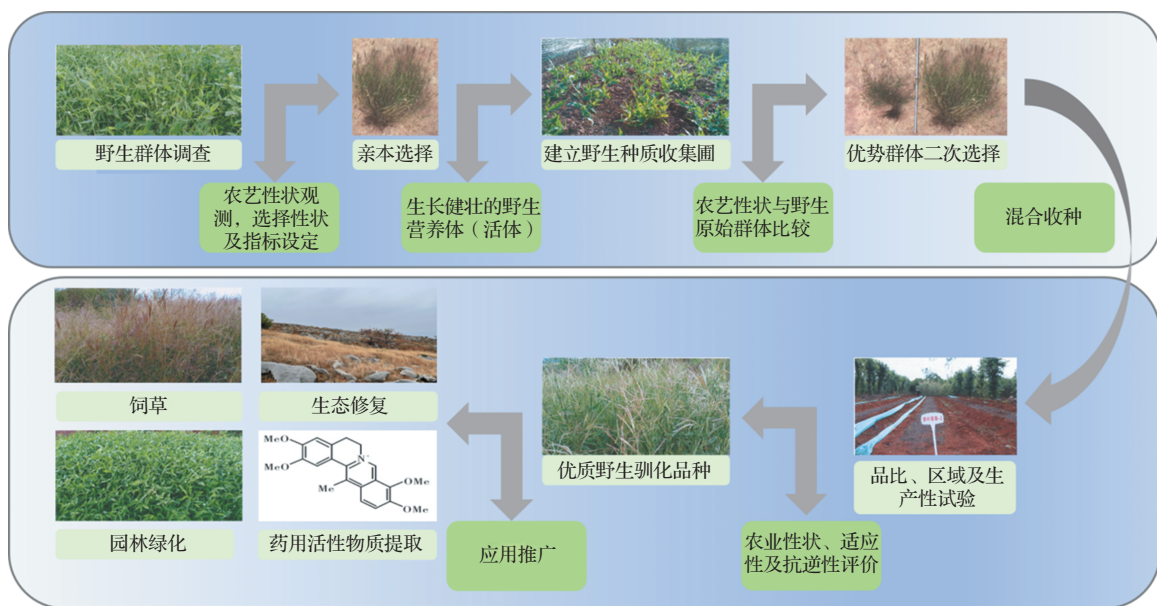 野生群体调查
亲本选择
建立野生种质收集圃
优势群体二次选择
农艺性状观
测，选择性状
及指标设定
生长健壮的野生
营养体（活体）
农艺性状与野生
原始群体比较
混合收种
饲草
生态修复
优质野生驯化品种
品比、区域及生
产性试验
园林绿化
MeO
MeO
N+
Me
OMe
OMe
药用活性物质提取
应用推广
农业性状、适应
性及抗逆性评价